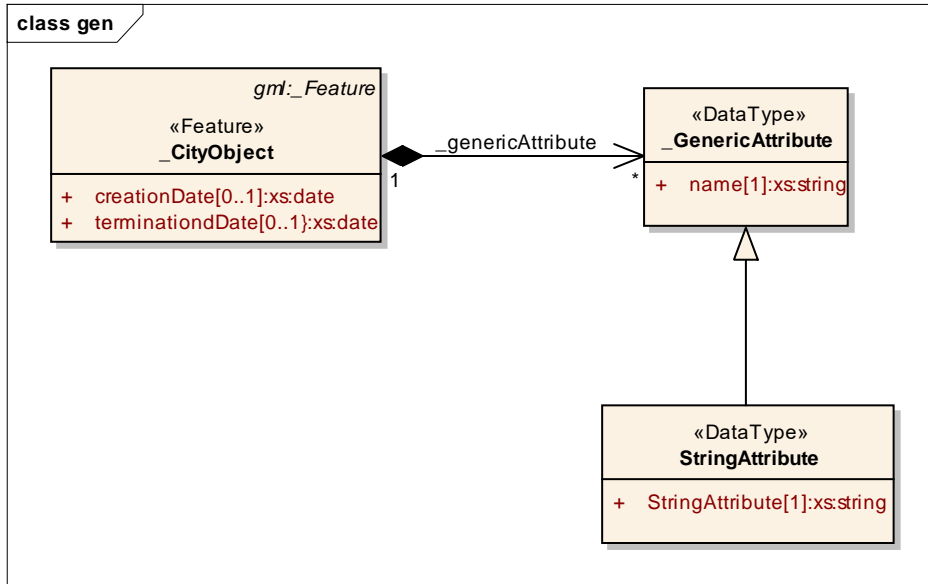 class gen
gml:_Feature
«Feature»
_CityObject
+ creationDate[0..1]:xs:date
+ terminationdDate[0..1}:xs:date
_genericAttribute
1
*
«DataType»
_GenericAttribute
+ name[1]:xs:string
«DataType»
StringAttribute
+ StringAttribute[1]:xs:string